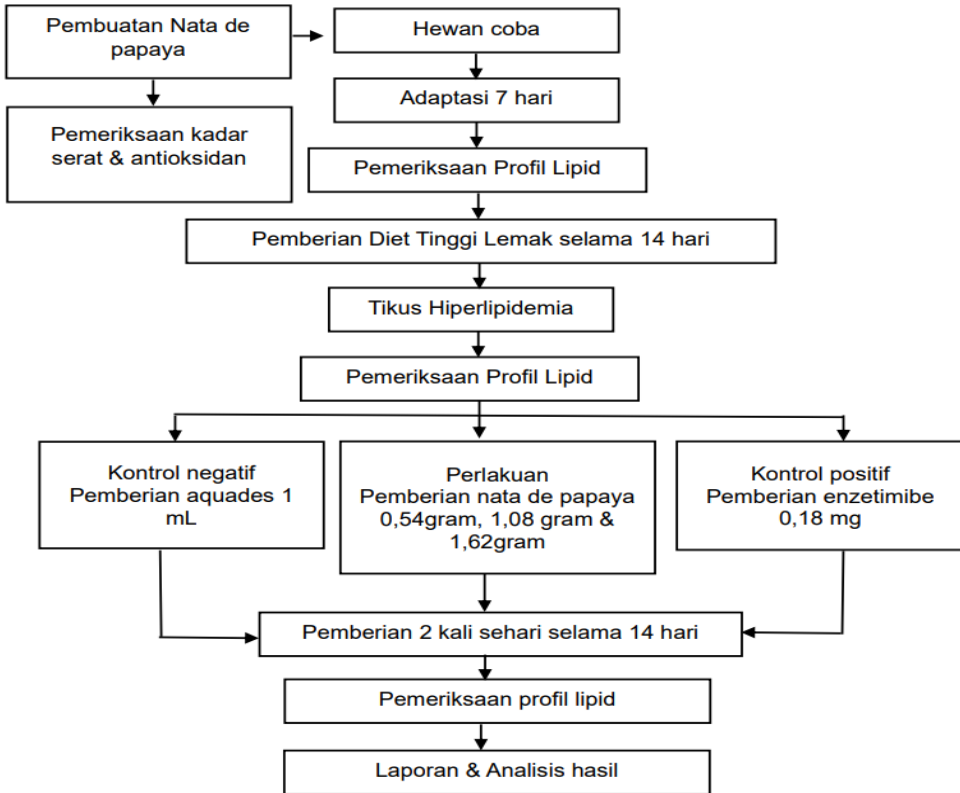 Pembuatan Nata de
papaya
Hewan coba
Adaptasi 7 hari
Pemeriksaan kadar
serat & antioksidan
Pemeriksaan Profil Lipid
Pemberian Diet Tinggi Lemak selama 14 hari
Tikus Hiperlipidemia
Pemeriksaan Profil Lipid
Kontrol negatif
Pemberian aquades 1
mL
Perlakuan
Pemberian nata de papaya
0,54gram, 1,08 gram &
1,62gram
Kontrol positif
Pemberian enzetimibe
0,18 mg
Pemberian 2 kali sehari selama 14 hari
Pemeriksaan profil lipid
Laporan & Analisis hasil